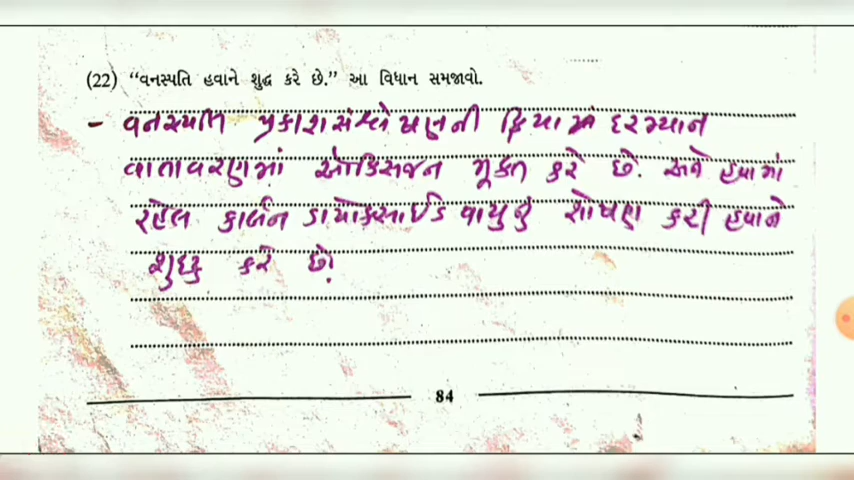 (22) “વનસ્પતિ હવાને શુદ્ધ કરે છે.” આ વિધાન સમજાવો.
- વનસ્પતિ પ્રકાશસંશ્લેષણની ક્રિયામાં દરમ્યાન
વાતાવરણમાં ઓક્સિજન મુક્ત કરે છે. અને હવામાં
રહેલ કાર્બન ડાયોક્સાઈડ વાયુનું શોષણ કરી હવાને
શુદ્ધ કરે છે.
84